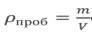 ρпроб = m/V